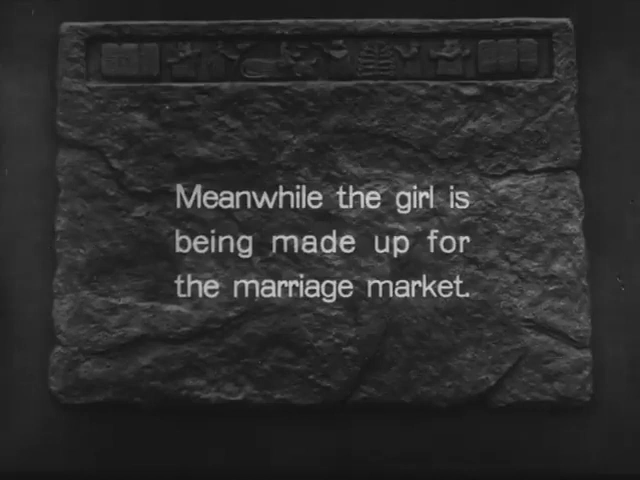 Meanwhile the girl is
being made up for
the marriage market.